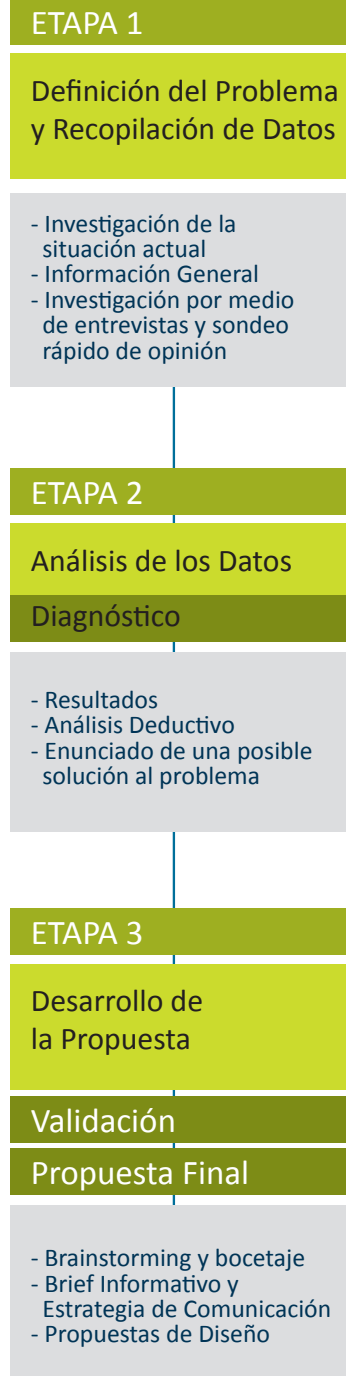 ETAPA 1
Definición del Problema
y Recopilación de Datos
- Investigación de la
situación actual
- Información General
- Investigación por medio
de entrevistas y sondeo
rápido de opinión
ETAPA 2
Análisis de los Datos
Diagnóstico
- Resultados
- Análisis Deductivo
- Enunciado de una posible
solución al problema
ETAPA 3
Desarrollo de
la Propuesta
Validación
Propuesta Final
- Brainstorming y bocetaje
- Brief Informativo y
Estrategia de Comunicación
- Propuestas de Diseño